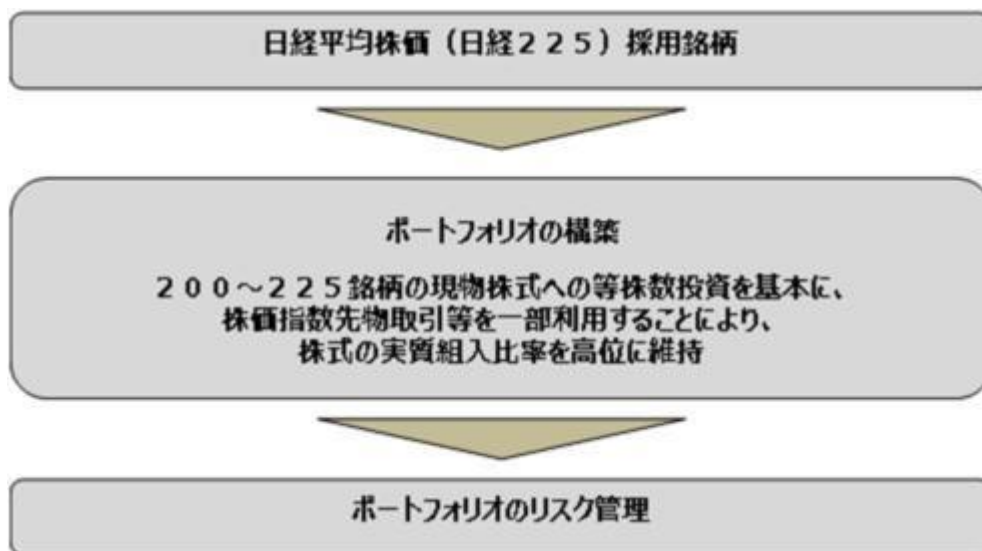 日経平均株価（日経２２５）採用銘柄
ポートフォリオの構築
２００～２２５銘柄の現物株式への等株数投資を基本に、
株価指数先物取引等を一部利用することにより、
株式の実質組入比率を高位に維持
ポートフォリオのリスク管理